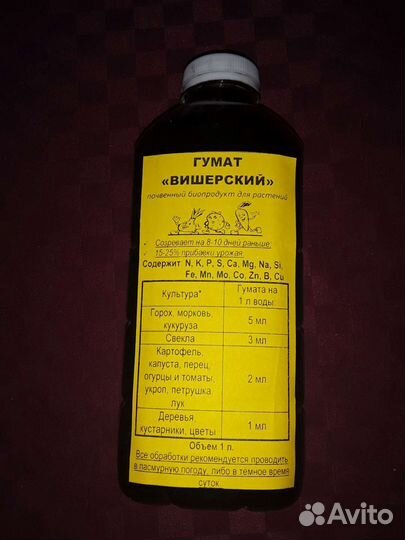 ГУМАТ
«ВИШЕРСКИЙ»
почвенный биопродукт для растений
✓ Созревает на 8-10 дней раньше;
✓ 15-25% прибавки урожая;
Содержит N, K, P, S, Ca, Mg, Na, Si,
Fe, Mn, Mo, Co, Zn, B, Cu
Культура*
Гумата на
1 л воды
Горох, морковь,
кукуруза
5 мл
Свекла
3 мл
Картофель,
капуста, перец,
огурцы и томаты,
укроп, петрушка,
лук
2 мл
Деревья
кустарники, цветы
1 мл
Объем 1 л.
Все обработки рекомендуется проводить
в пасмурную погоду, либо в темное время
суток.
Avito